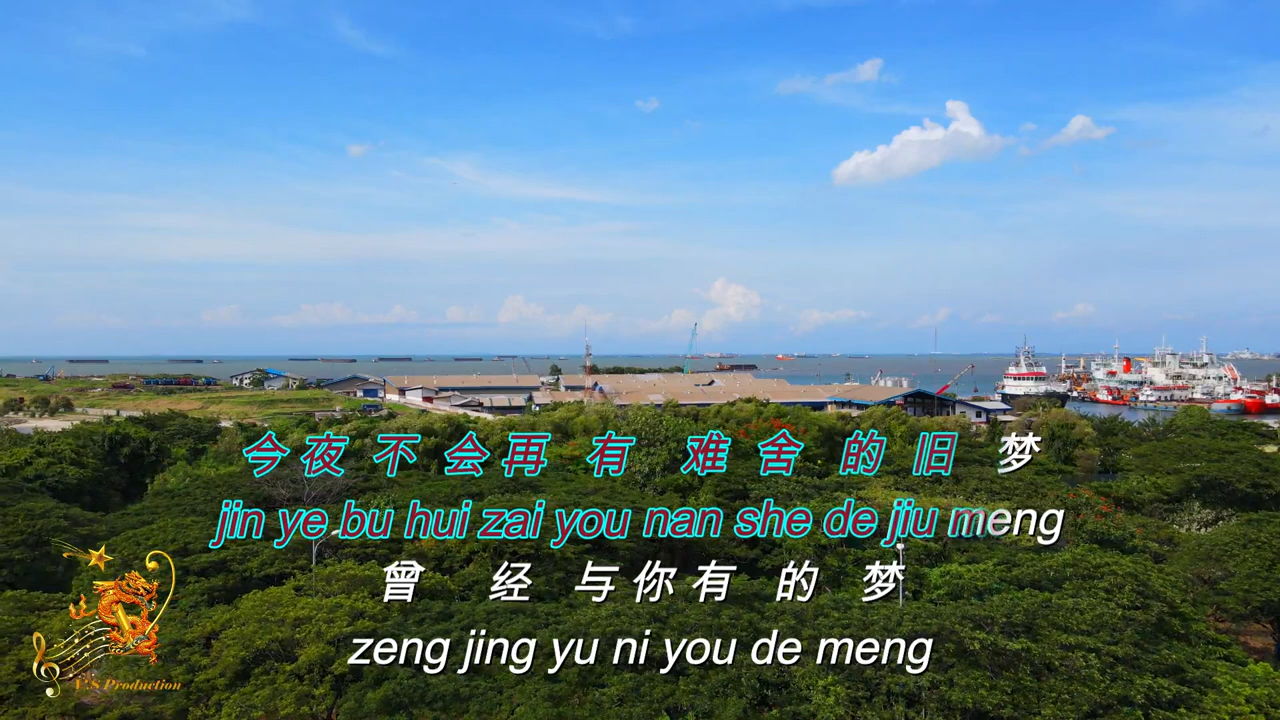 今夜不会再有 难舍的旧梦
jin ye bu hui zai you nan she de jiu meng
曾 经 与你有 的 梦
zeng jing yu ni you de meng
V.S Production